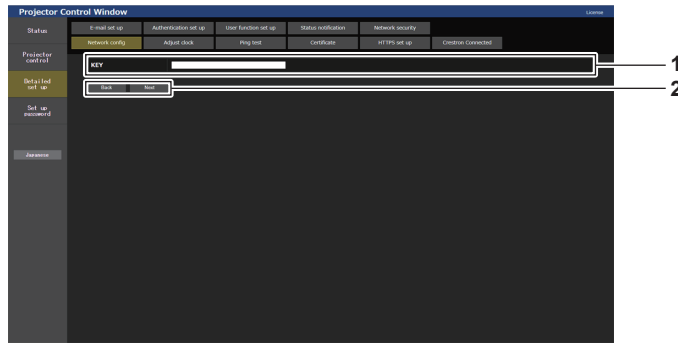 Projector Control Window
License
Status
Projector
control
Detailed
set up
Set up
password
Japanese
E-mail set up
Authentication set up
User function set up
Status notification
Network security
Network config
Adjust clock
Ping test
Certificate
HTTPS set up
Crestron Connected
KEY
Back
Next
1
2